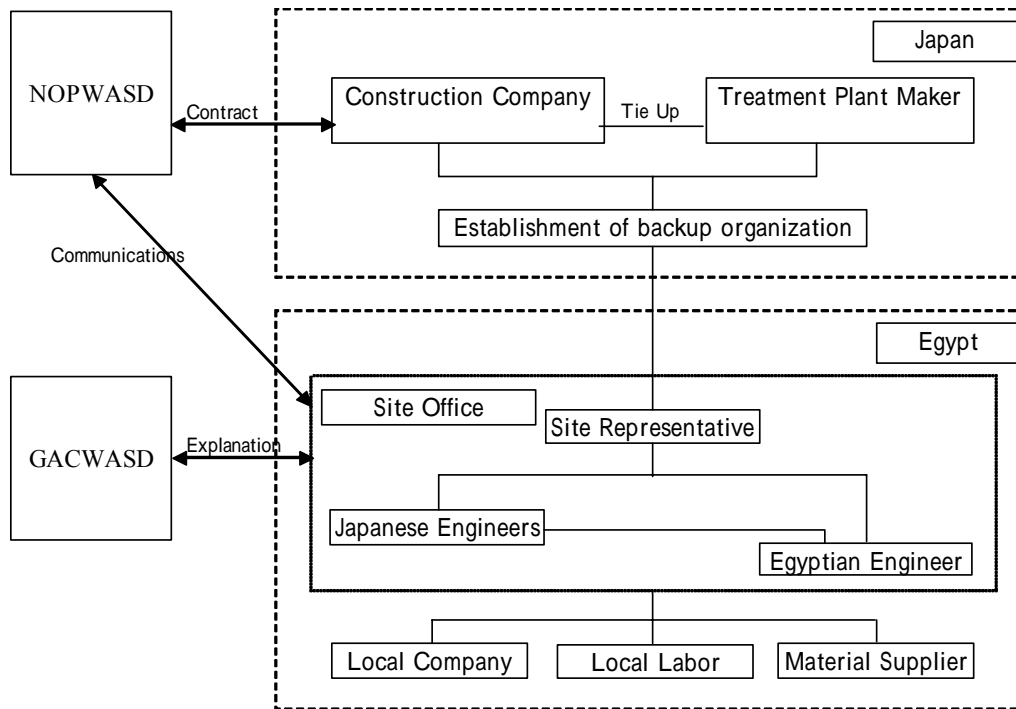 Japan
NOPWASD
Construction Company
Treatment Plant Maker
Contract
Tie Up
Establishment of backup organization
Communications
Egypt
Site Office
Site Representative
GACWASD
Explanation
Japanese Engineers
Egyptian Engineer
Local Company
Local Labor
Material Supplier